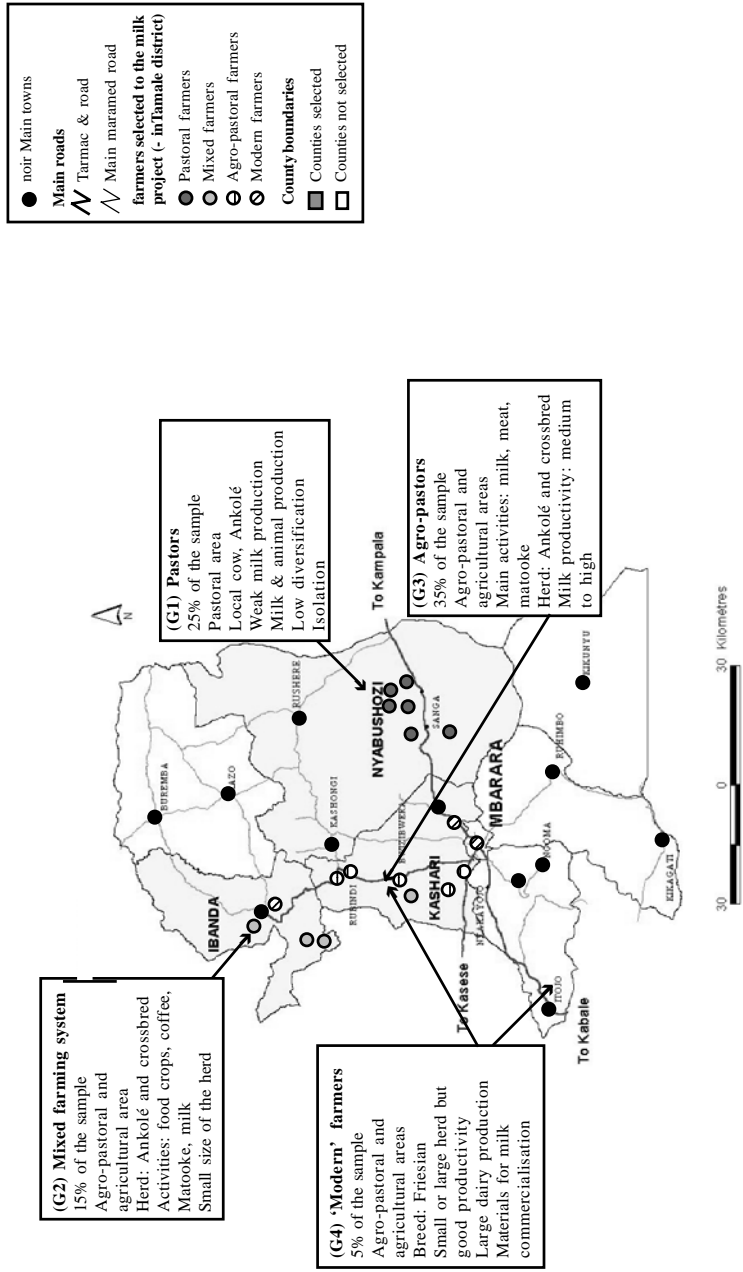 noir Main towns
Main roads
Tarmac & road
Main maramed road
farmers selected to the milk
project (- inTamale district)
Pastoral farmers
Mixed farmers
Agro-pastoral farmers
Modern farmers
County boundaries
Counties selected
Counties not selected
(G1) Pastors
25% of the sample
Pastoral area
Local cow, Ankolé
Weak milk production
Milk & animal production
Low diversification
Isolation
(G3) Agro-pastors
35% of the sample
Agro-pastoral and
agricultural areas
Main activities: milk, meat,
matooke
Herd: Ankolé and crossbred
Milk productivity: medium
to high
(G2) Mixed farming system
15% of the sample
Agro-pastoral and
agricultural area
Herd: Ankolé and crossbred
Activities: food crops, coffee,
Matooke, milk
Small size of the herd
(G4) ‘Modern’ farmers
5% of the sample
Agro-pastoral and
agricultural areas
Breed: Friesian
Small or large herd but
good productivity
Large dairy production
Materials for milk
commercialisation
N
BUREMBA
KAZO
RUSHERE
IBANDA
KASHONGI
RUBINDI
NYABUSHOZI
SANGA
To Kampala
KASHARI
MBARARA
To Kasese
NGOMA
RUHIMBO
KIKUNYU
ITOJO
To Kabale
KIKAGATI
30
0
30 Kilometres